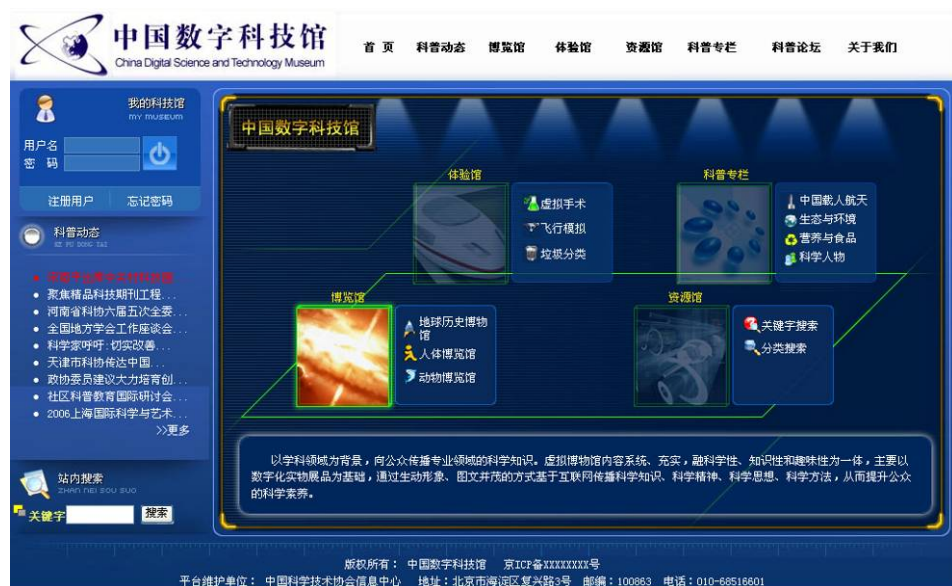 中国数字科技馆
China Digital Science and Technology Museum
首 页 科普动态 博览馆 体验馆 资源馆 科普专栏 科普论坛 关于我们
我的科技馆
MY MUSEUM
用户名
密 码
注册用户 忘记密码
科普动态
KE PU DONG TAI
聚焦精品科技期刊工程...
河南省科协六届五次全委...
全国地方学会工作座谈会...
科学家呼吁:切实改善...
天津市科协传达中国...
政协委员建议大力培育创...
社区科普教育国际研讨会...
2006上海国际科学与艺术...
>>更多
站内搜索
ZHAN NEI SOU SUO
关键字
搜索
中国数字科技馆
体验馆
虚拟手术
飞行模拟
垃圾分类
科普专栏
中国载人航天
生态与环境
营养与食品
科学人物
博览馆
地球历史博物
馆
人体博览馆
动物博览馆
资源馆
关键字搜索
分类搜索
以学科领域为背景，向公众传播专业领域的科学知识。虚拟博物馆内容系统、充实，融科学性、知识性和趣味性为一体，主要以
数字化实物展品为基础，通过生动形象、图文并茂的方式基于互联网传播科学知识、科学精神、科学思想、科学方法，从而提升公众
的科学素养。
版权所有： 中国数字科技馆 京ICP备XXXXXXXX号
平台维护单位： 中国科学技术协会信息中心 地址：北京市海淀区复兴路3号 邮编：100863 电话：010-68516601